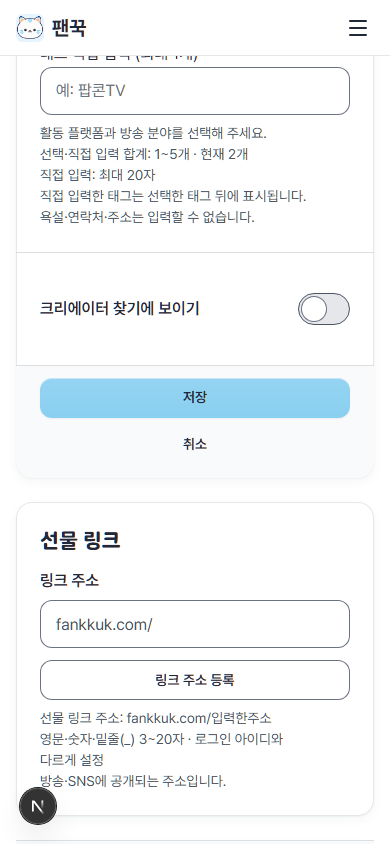 팬꾹
예: 팝콘TV
활동 플랫폼과 방송 분야를 선택해 주세요.
선택·직접 입력 합계: 1~5개 · 현재 2개
직접 입력: 최대 20자
직접 입력한 태그는 선택한 태그 뒤에 표시됩니다.
욕설·연락처·주소는 입력할 수 없습니다.
크리에이터 찾기에 보이기
저장
취소
선물 링크
링크 주소
fankkuk.com/
링크 주소 등록
선물 링크 주소: fankkuk.com/입력한주소
영문·숫자·밑줄(_) 3~20자 · 로그인 아이디와
다르게 설정
방송·SNS에 공개되는 주소입니다.
N